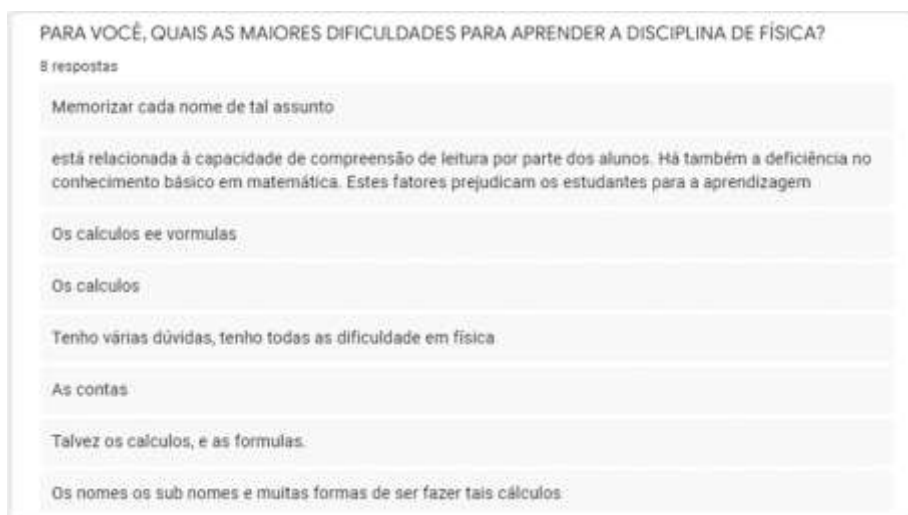 PARA VOCÊ, QUAIS AS MAIORES DIFICULDADES PARA APRENDER A DISCIPLINA DE FÍSICA?
8 respostas
Memorizar cada nome de tal assunto
está relacionada à capacidade de compreensão de leitura por parte dos alunos. Há também a deficiência no
conhecimento básico em matemática. Estes fatores prejudicam os estudantes para a aprendizagem
Os calculos ee vormulas
Os calculos
Tenho várias dúvidas, tenho todas as dificuldade em física
As contas
Talvez os calculos, e as formulas.
Os nomes os sub nomes e muitas formas de ser fazer tais cálculos